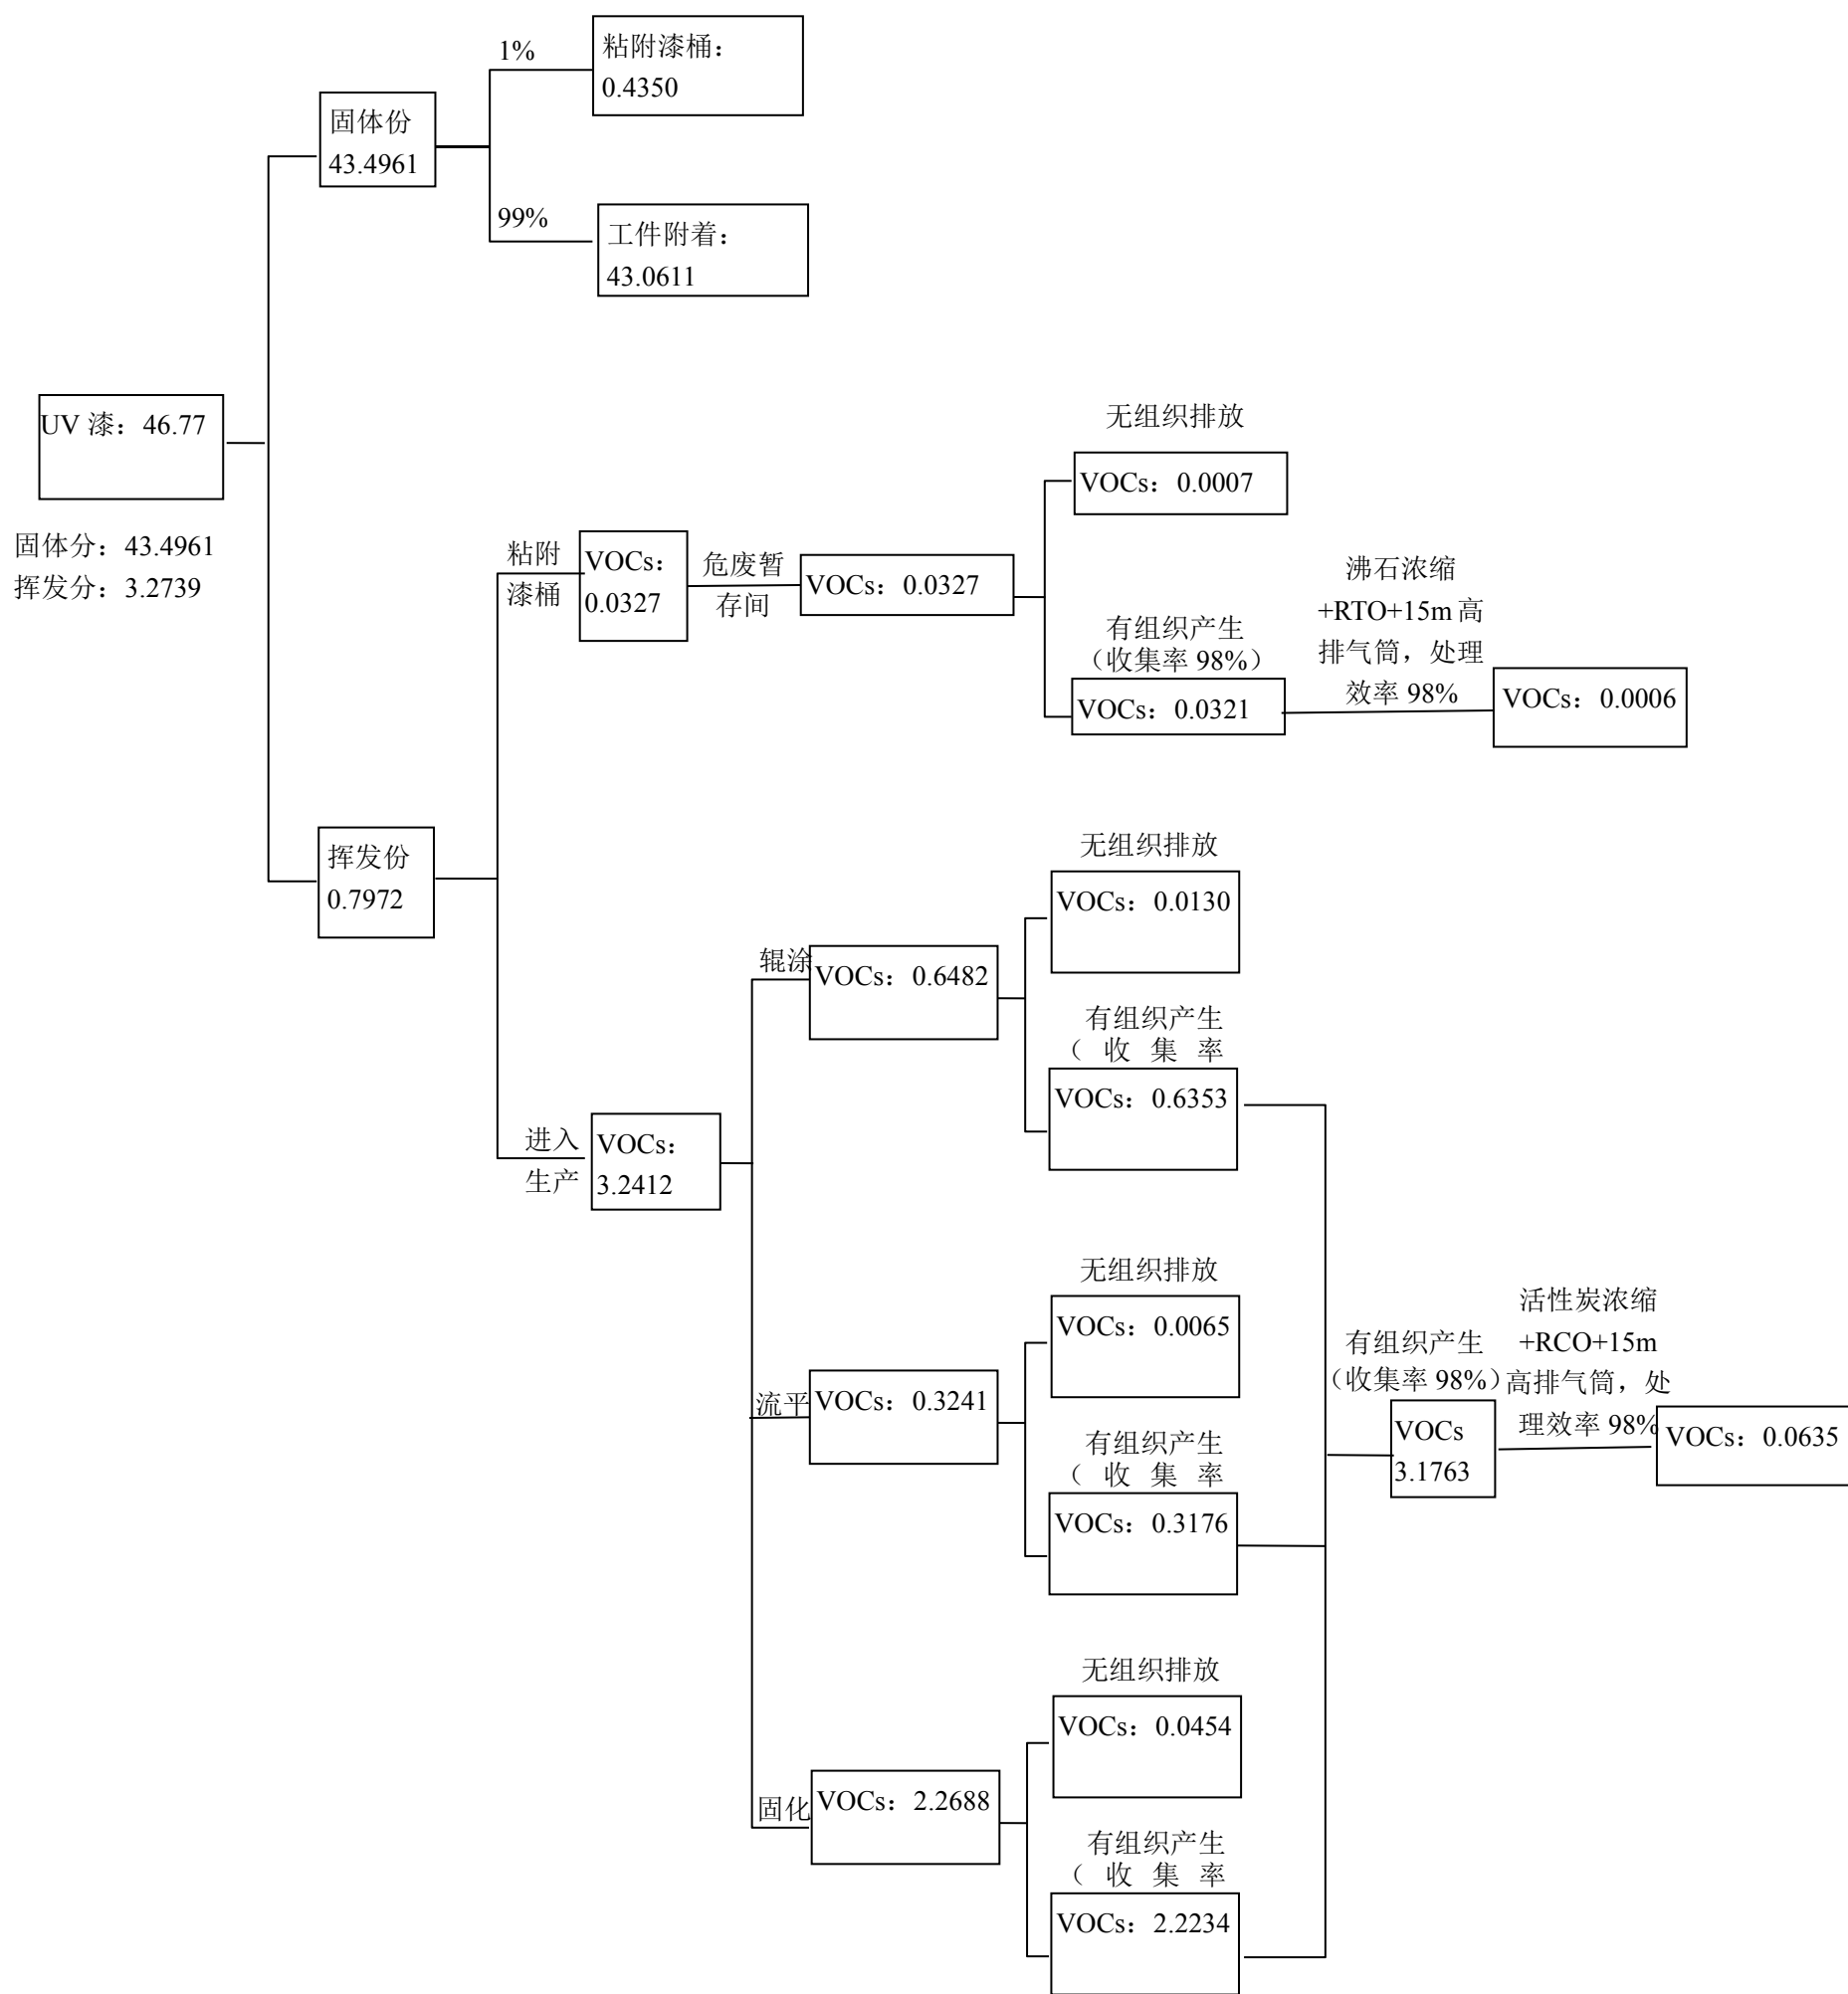 1%
粘附漆桶：
0.4350
固体份
43.4961
99%
工件附着：
43.0611
UV 漆：46.77
固体分：43.4961
挥发分：3.2739
无组织排放
VOCs：0.0007
粘附
漆桶
VOCs：
0.0327
危废暂
存间
VOCs：0.0327
有组织产生
（收集率 98%）
VOCs：0.0321
沸石浓缩
+RTO+15m 高
排气筒，处理
效率 98%
VOCs：0.0006
挥发份
0.7972
无组织排放
VOCs：0.0130
辊涂
VOCs：0.6482
有组织产生
（收集率
VOCs：0.6353
进入
生产
VOCs：
3.2412
无组织排放
VOCs：0.0065
流平
VOCs：0.3241
有组织产生
（收集率
VOCs：0.3176
有组织产生
（收集率 98%）
VOCs
3.1763
活性炭浓缩
+RCO+15m
高排气筒，处
理效率 98%
VOCs：0.0635
无组织排放
VOCs：0.0454
固化
VOCs：2.2688
有组织产生
（收集率
VOCs：2.2234